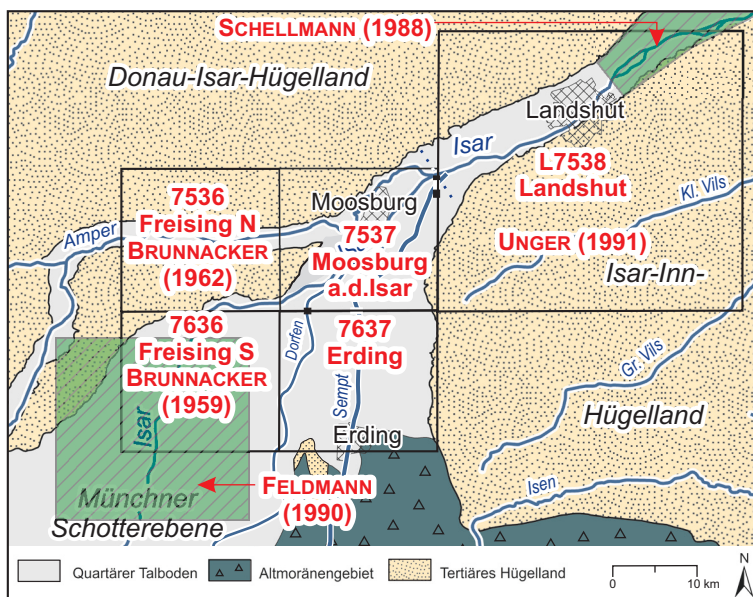 SCHELLMANN (1988)
Donau-Isar-Hügelland
Landshut
Isar
L7538
Landshut
Kl. Vils
7536
Freising N
BRUNNACKER
(1962)
Moosburg
7537
Moosburg
a.d.Isar
Amper
UNGER (1991)
Isar-Inn-
7636
Freising S
BRUNNACKER
(1959)
Dorfen
7637
Erding
Sempt
Gr. Vils
Hügelland
Isar
Erding
Isen
Münchner
Schotterebene
FELDMANN
(1990)
Quartärer Talboden
Altmoränengebiet
Tertiäres Hügelland
0 10 km
N